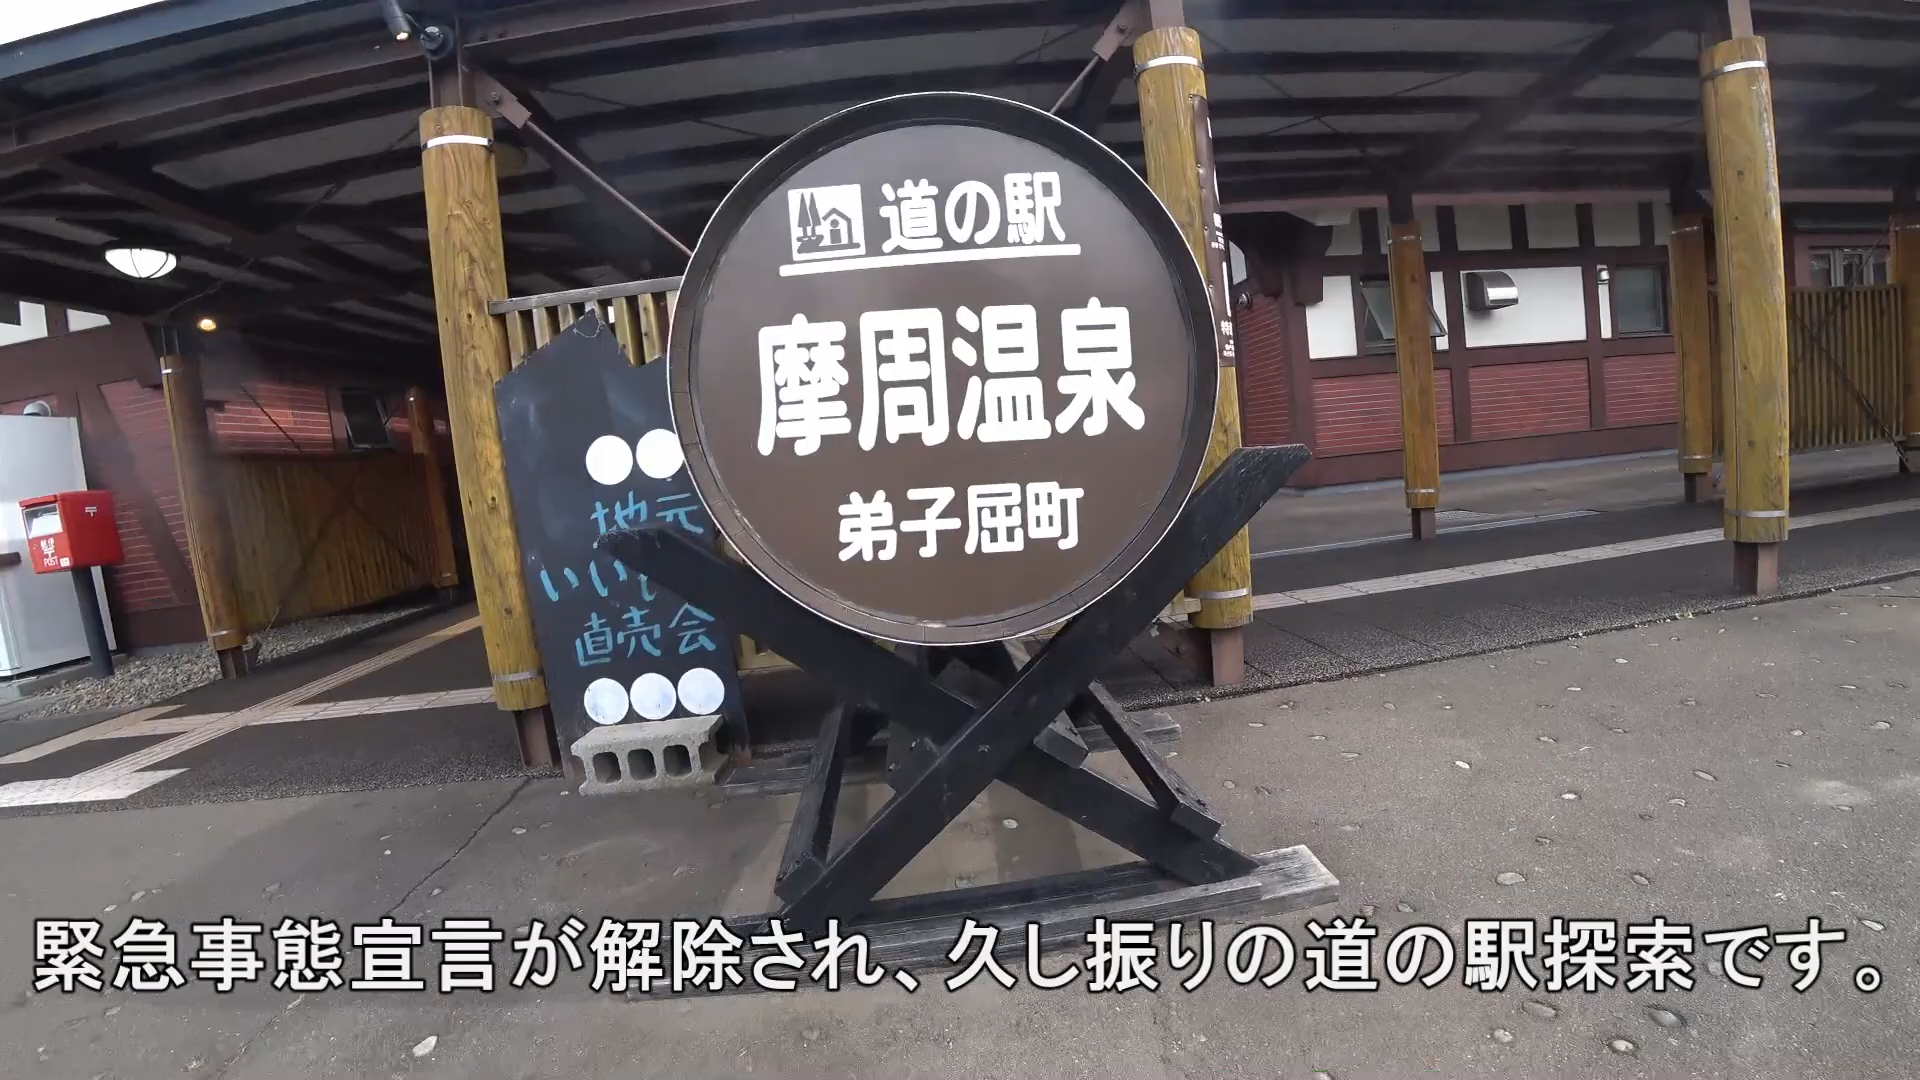 道の駅
摩周温泉
弟子屈町
地元
いい
直売会
〒
POST
緊急事態宣言が解除され、久し振りの道の駅探索です。